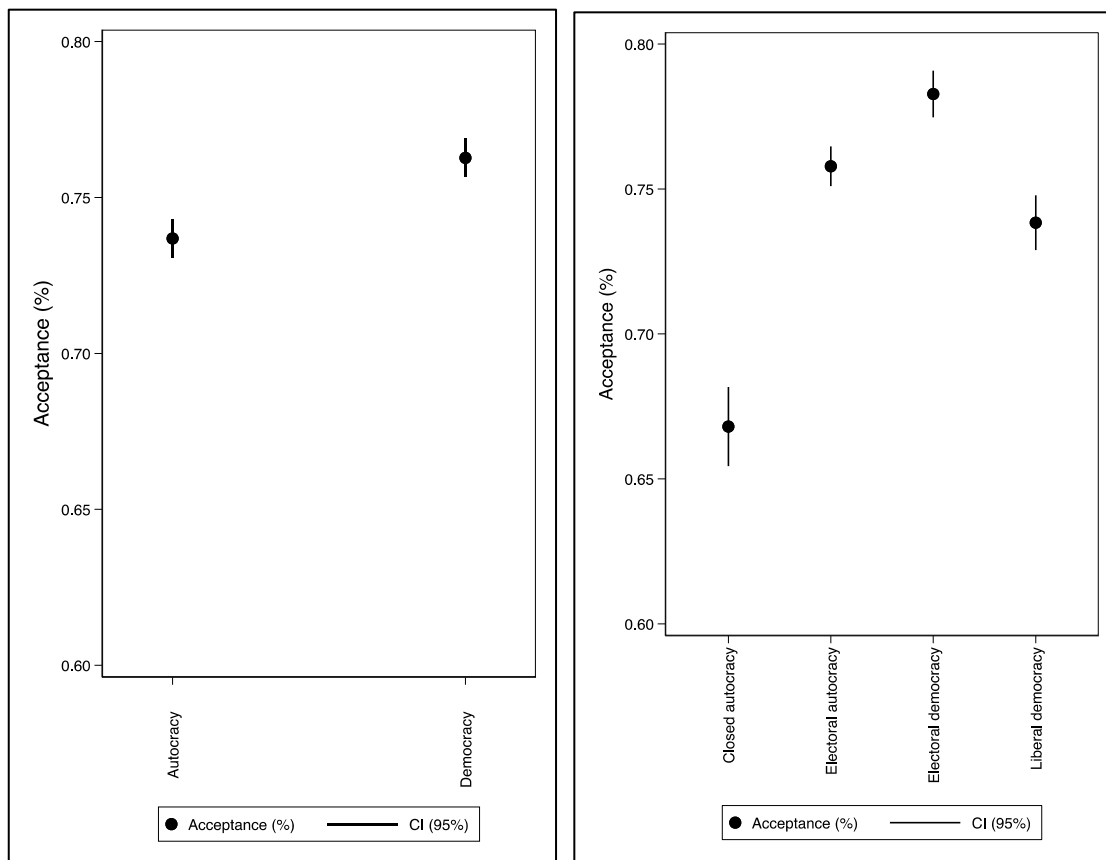 0.80
0.75
0.70
0.65
0.60
Acceptance (%)
Autocracy
Democracy
Acceptance (%) CI (95%)
0.80
0.75
0.70
0.65
0.60
Acceptance (%)
Closed autocracy
Electoral autocracy
Electoral democracy
Liberal democracy
Acceptance (%) CI (95%)